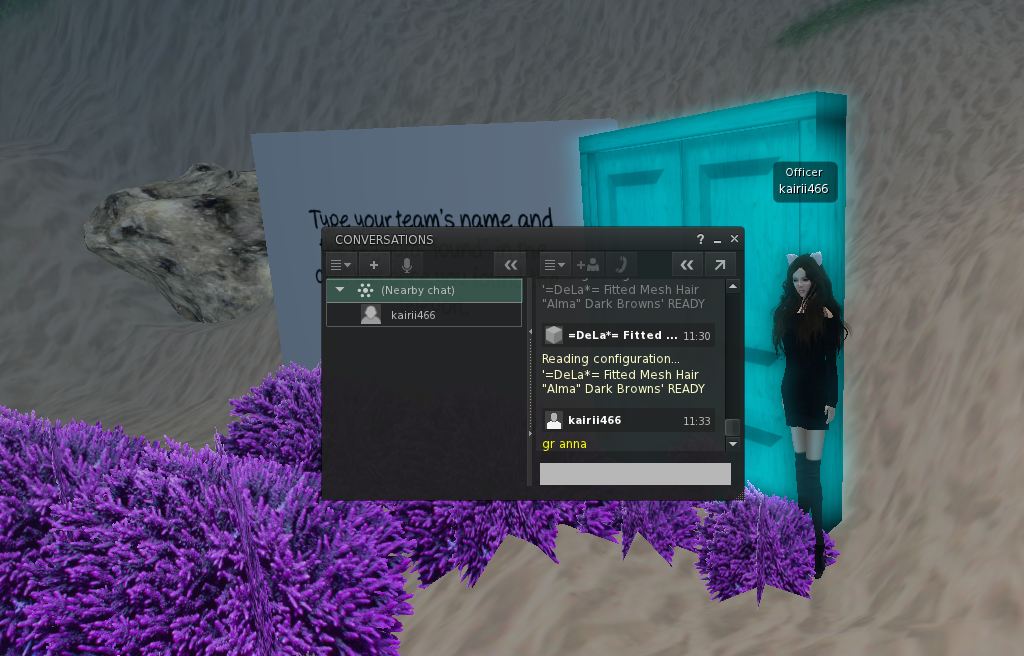 Officer
kairii466
Type your team's name and
CONVERSATIONS
(Nearby chat)
kairii466
'=DeLa*= Fitted Mesh Hair
"Alma" Dark Browns' READY
=DeLa*= Fitted ... 11:30
Reading configuration...
'=DeLa*= Fitted Mesh Hair
"Alma" Dark Browns' READY
kairii466 11:33
gr anna